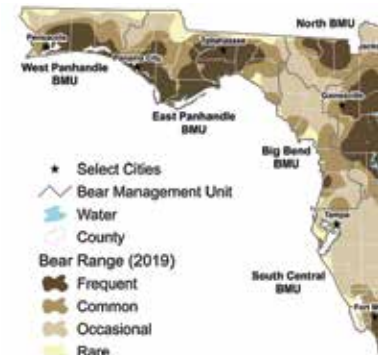 North BMU
Pensacola
Tallahassee
Panama City
West Panhandle
BMU
Gainesville
East Panhandle
BMU
Big Bend
BMU
Select Cities
Bear Management Unit
Water
County
Tampa
Bear Range (2019)
Frequent
South Central
BMU
Common
Occasional
Fort M
Rare